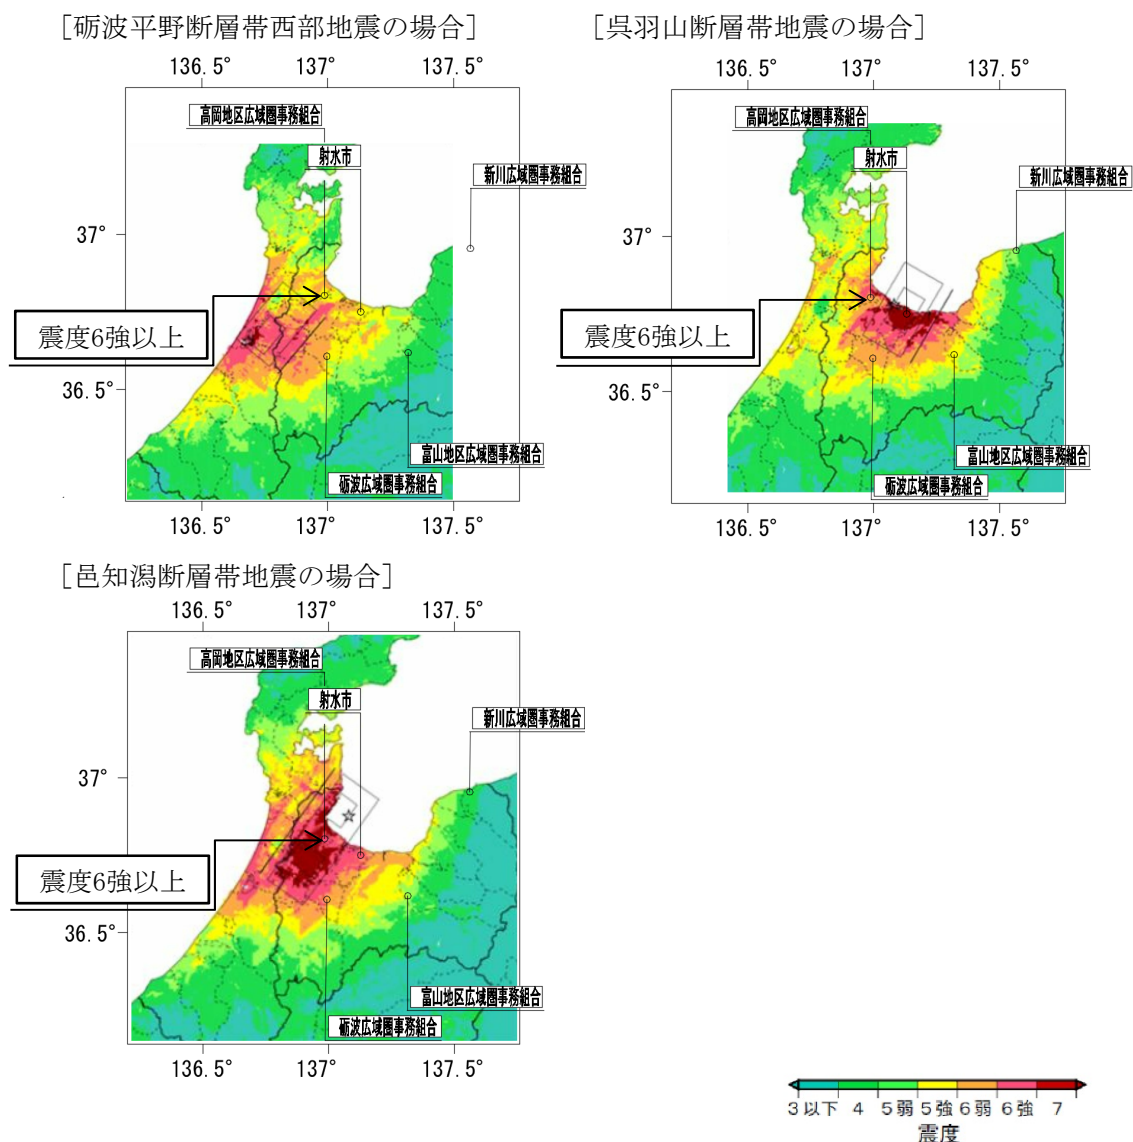 [砺波平野断層帯西部地震の場合]
136.5°
137°
137.5°
高岡地区広域圏事務組合
射水市
新川広域圏事務組合
37°
震度6強以上
36.5°
富山地区広域圏事務組合
砺波広域圏事務組合
136.5°
137°
137.5°
[呉羽山断層帯地震の場合]
136.5°
137°
137.5°
高岡地区広域圏事務組合
射水市
新川広域圏事務組合
37°
震度6強以上
36.5°
富山地区広域圏事務組合
砺波広域圏事務組合
136.5°
137°
137.5°
[邑知潟断層帯地震の場合]
136.5°
137°
137.5°
高岡地区広域圏事務組合
射水市
新川広域圏事務組合
37°
震度6強以上
36.5°
富山地区広域圏事務組合
砺波広域圏事務組合
136.5°
137°
137.5°
3以下 4 5弱 5強 6弱 6強 7
震度